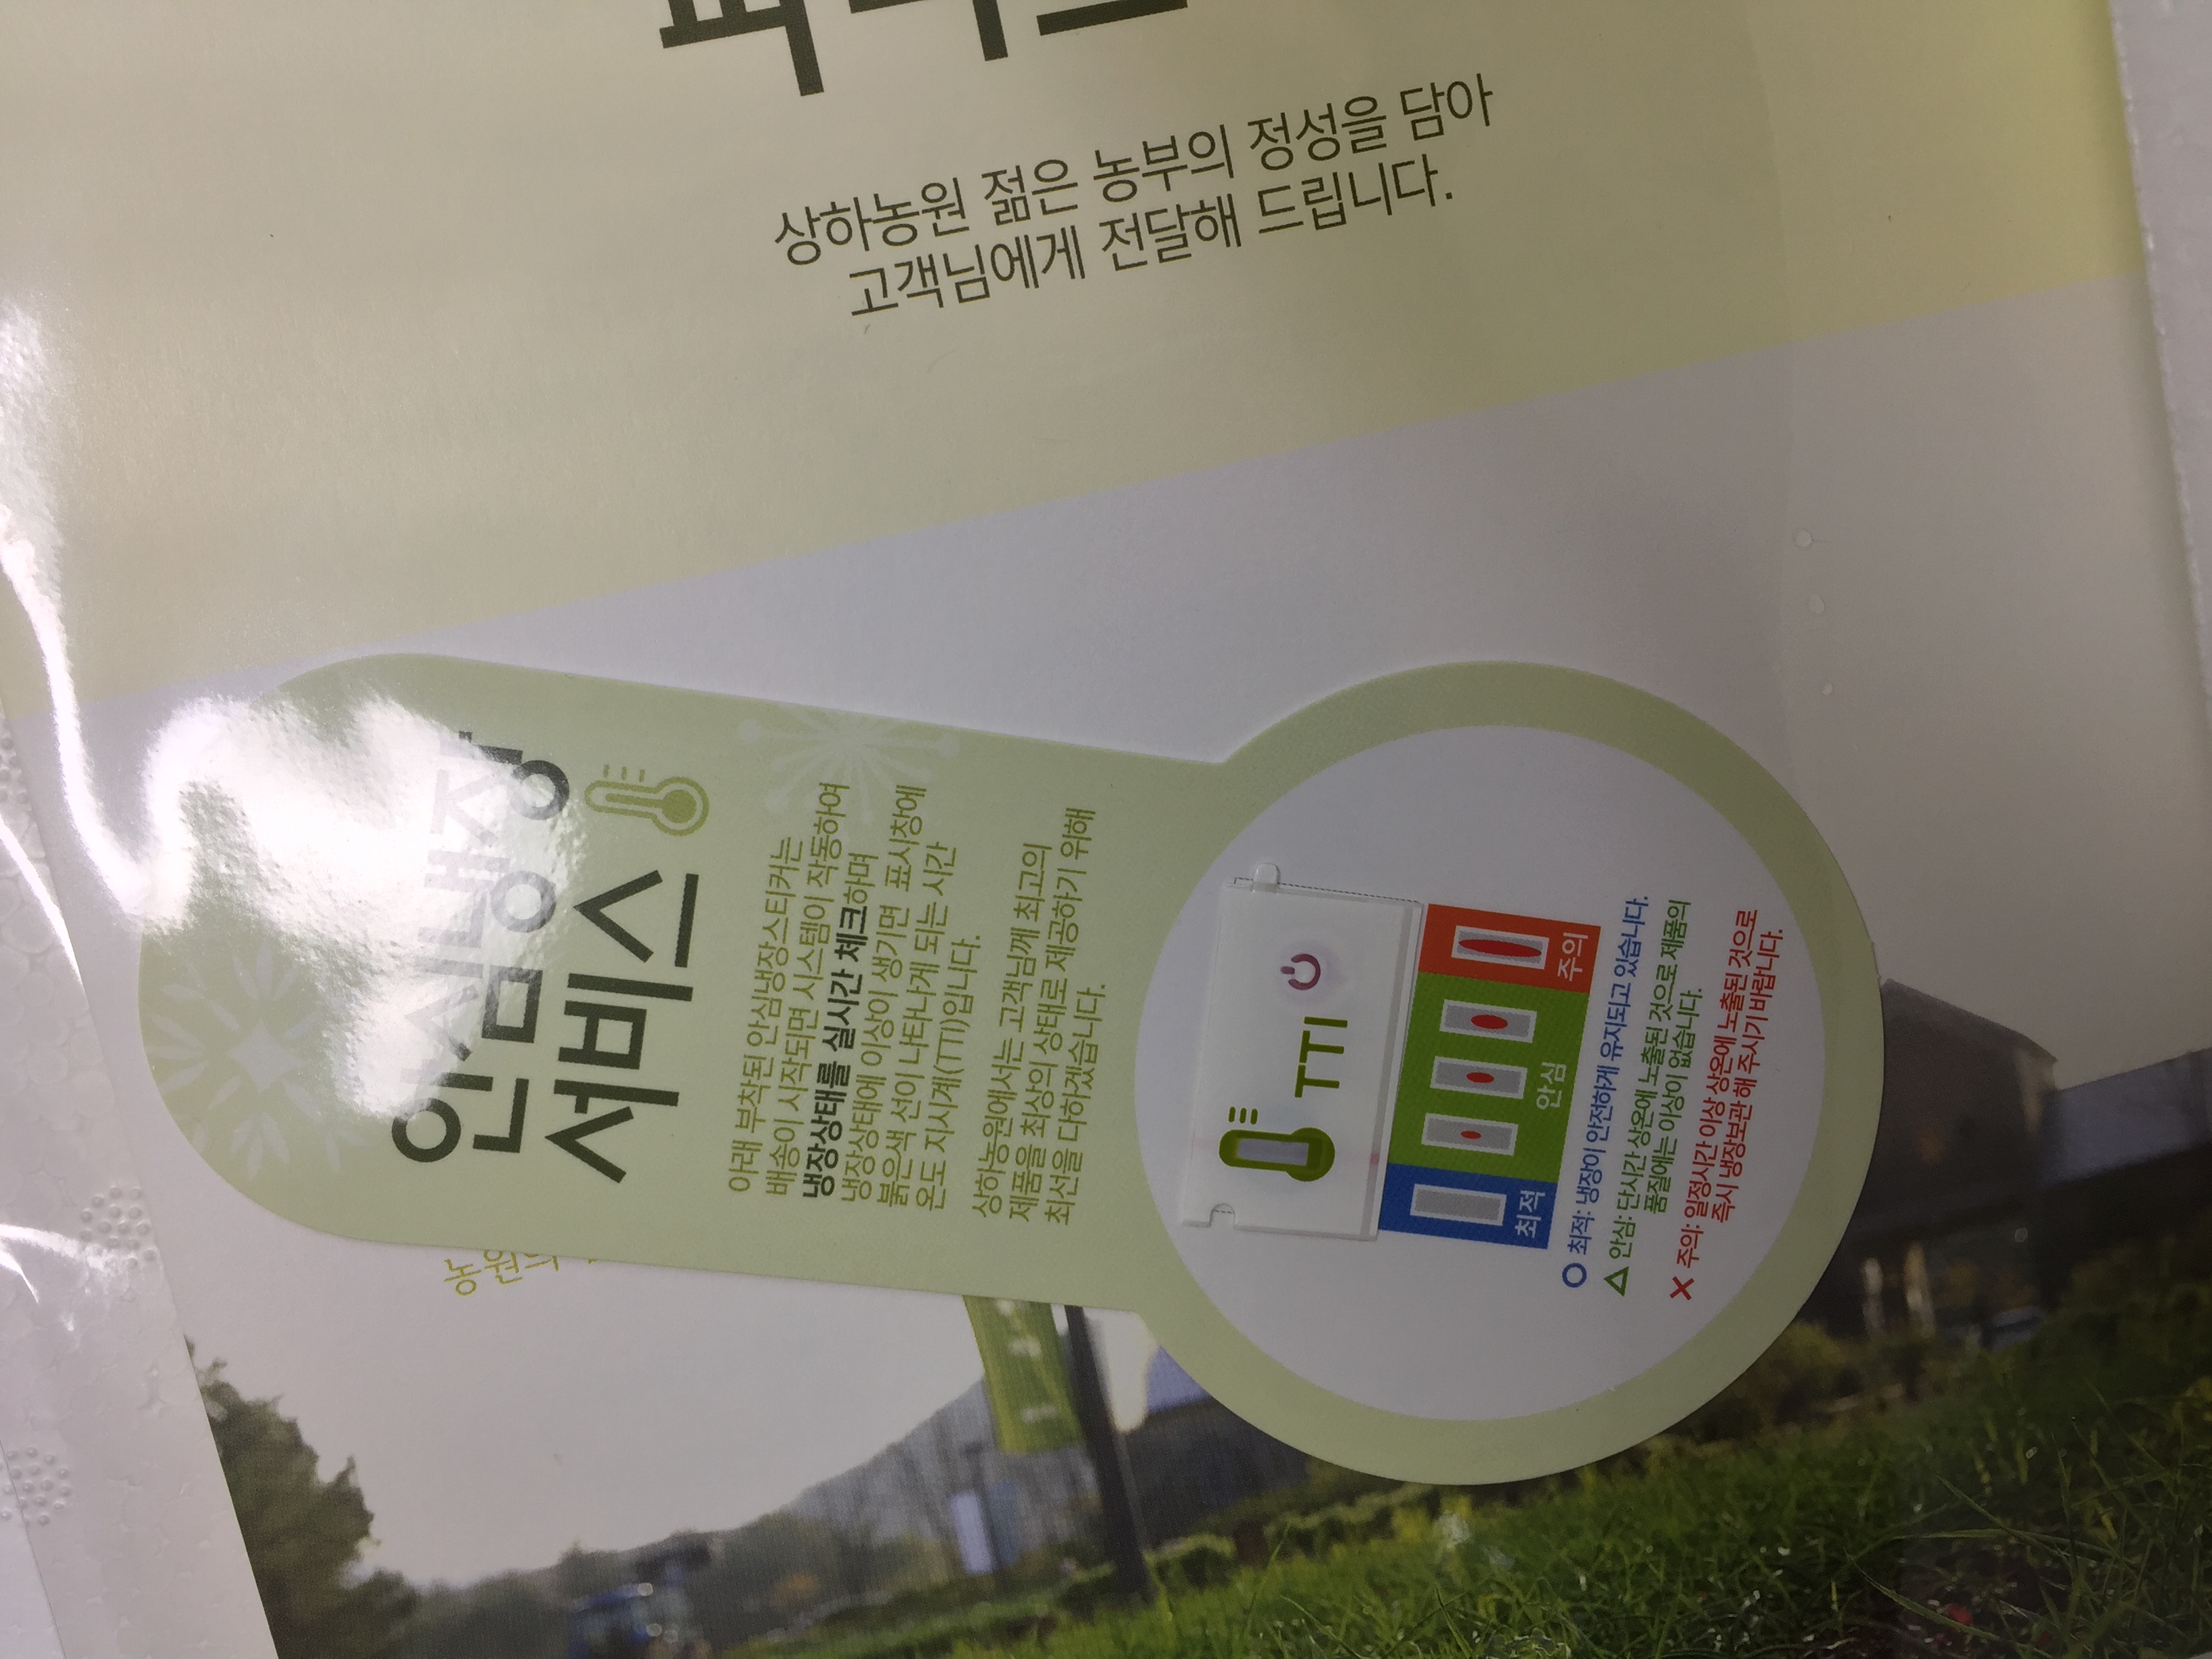 상하농원 젊은 농부의 정성을 담아
고객님에게 전달해 드립니다.
안심냉장
서비스
아래 부착된 안심냉장스티커는
배송이 시작되면 시스템이 작동하여
냉장상태를 실시간 체크하며
냉장상태에 이상이 생기면 표시창에
붉은색 선이 나타나게 되는 시간
온도 지시계(TTI)입니다.
상하농원에서는 고객님께 최고의
제품을 최상의 상태로 제공하기 위해
최선을 다하겠습니다.
TTI
최적 안심 주의
O 최적: 냉장이 안전하게 유지되고 있습니다.
△ 안심: 단시간 상온에 노출된 것으로 제품의
품질에는 이상이 없습니다.
X 주의: 일정시간 이상 상온에 노출된 것으로
즉시 냉장보관 해 주시기 바랍니다.